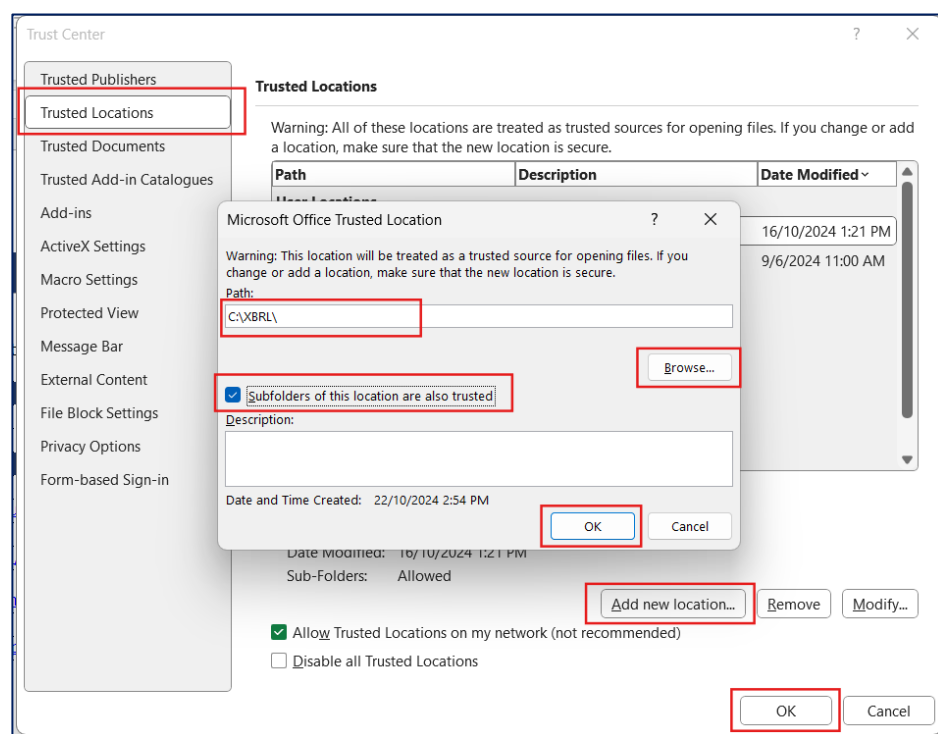 Trust Center
Trusted Publishers
Trusted Locations
Trusted Documents
Trusted Add-in Catalogues
Add-ins
ActiveX Settings
Macro Settings
Protected View
Message Bar
External Content
File Block Settings
Privacy Options
Form-based Sign-in
Trusted Locations
Warning: All of these locations are treated as trusted sources for opening files. If you change or add
a location, make sure that the new location is secure.
Path Description Date Modified
User Locations
16/10/2024 1:21 PM
9/6/2024 11:00 AM
Microsoft Office Trusted Location
Warning: This location will be treated as a trusted source for opening files. If you
change or add a location, make sure that the new location is secure.
Path:
C:\XBRL\
Browse...
Subfolders of this location are also trusted
Description:
Date and Time Created: 22/10/2024 2:54 PM
OK Cancel
Date Modified: 16/10/2024 1:21 PM
Sub-Folders: Allowed
Add new location... Remove Modify...
Allow Trusted Locations on my network (not recommended)
Disable all Trusted Locations
OK Cancel